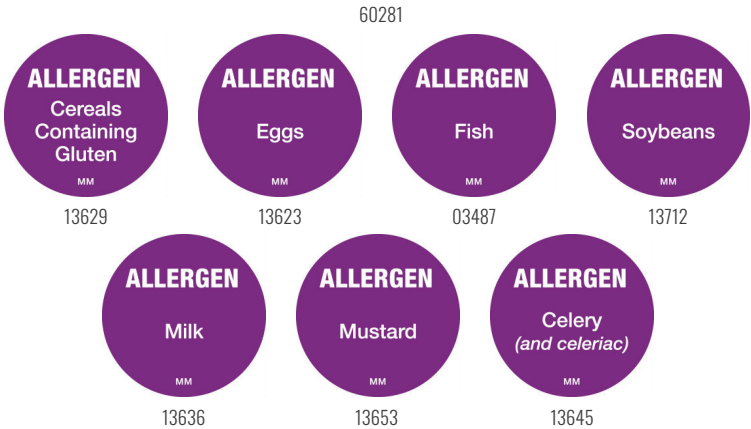 60281
ALLERGEN
Cereals
Containing
Gluten
MM
13629
ALLERGEN
Eggs
MM
13623
ALLERGEN
Fish
MM
03487
ALLERGEN
Soybeans
MM
13712
ALLERGEN
Milk
MM
13636
ALLERGEN
Mustard
MM
13653
ALLERGEN
Celery
(and celeriac)
MM
13645